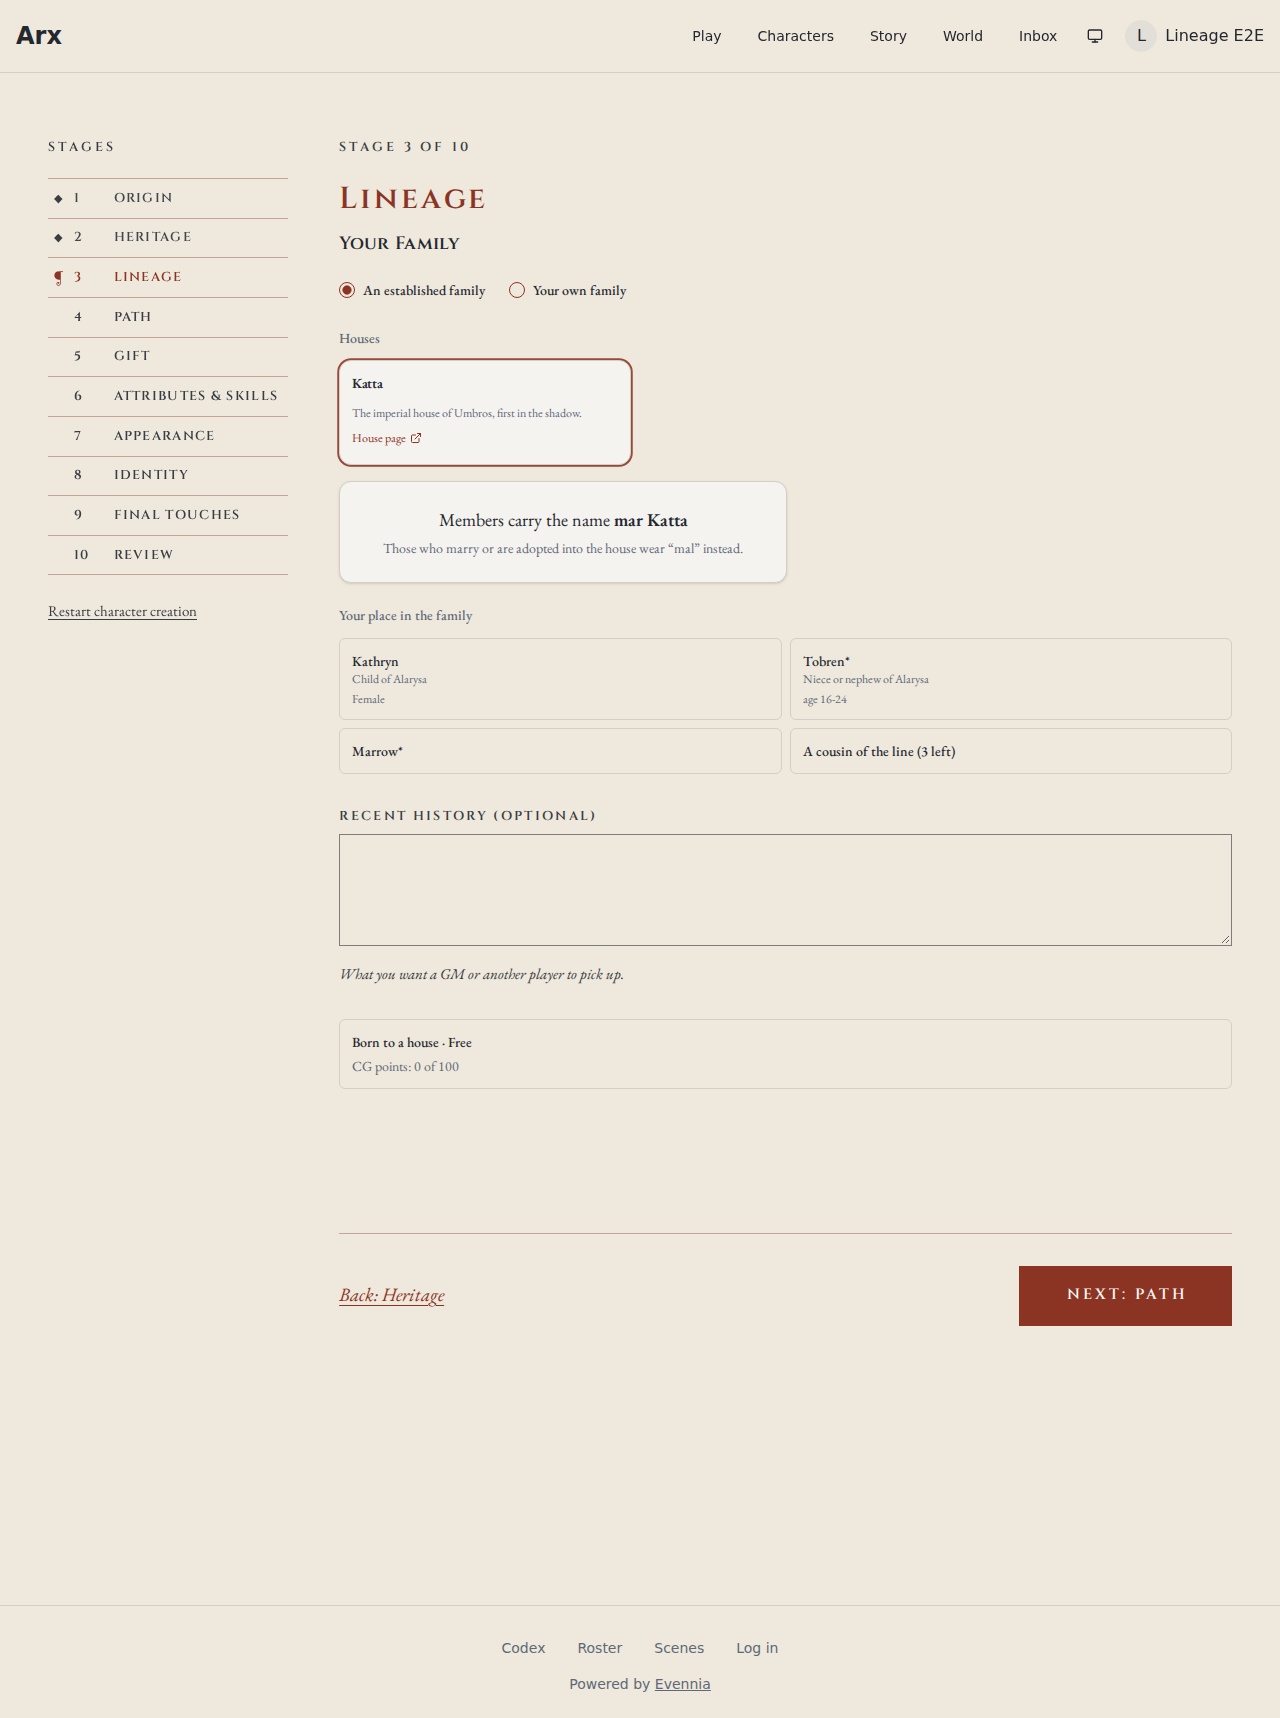 Arx
Play
Characters
Story
World
Inbox
L
Lineage E2E
STAGES
◆ 1 ORIGIN
◆ 2 HERITAGE
¶ 3 LINEAGE
4 PATH
5 GIFT
6 ATTRIBUTES & SKILLS
7 APPEARANCE
8 IDENTITY
9 FINAL TOUCHES
10 REVIEW
Restart character creation
STAGE 3 OF 10
LINEAGE
YOUR FAMILY
An established family
Your own family
Houses
Katta
The imperial house of Umbros, first in the shadow.
House page
Members carry the name mar Katta
Those who marry or are adopted into the house wear “mal” instead.
Your place in the family
Kathryn
Child of Alarysa
Female
Tobren*
Niece or nephew of Alarysa
age 16-24
Marrow*
A cousin of the line (3 left)
RECENT HISTORY (OPTIONAL)
What you want a GM or another player to pick up.
Born to a house · Free
CG points: 0 of 100
Back: Heritage
NEXT: PATH
Codex
Roster
Scenes
Log in
Powered by Evennia